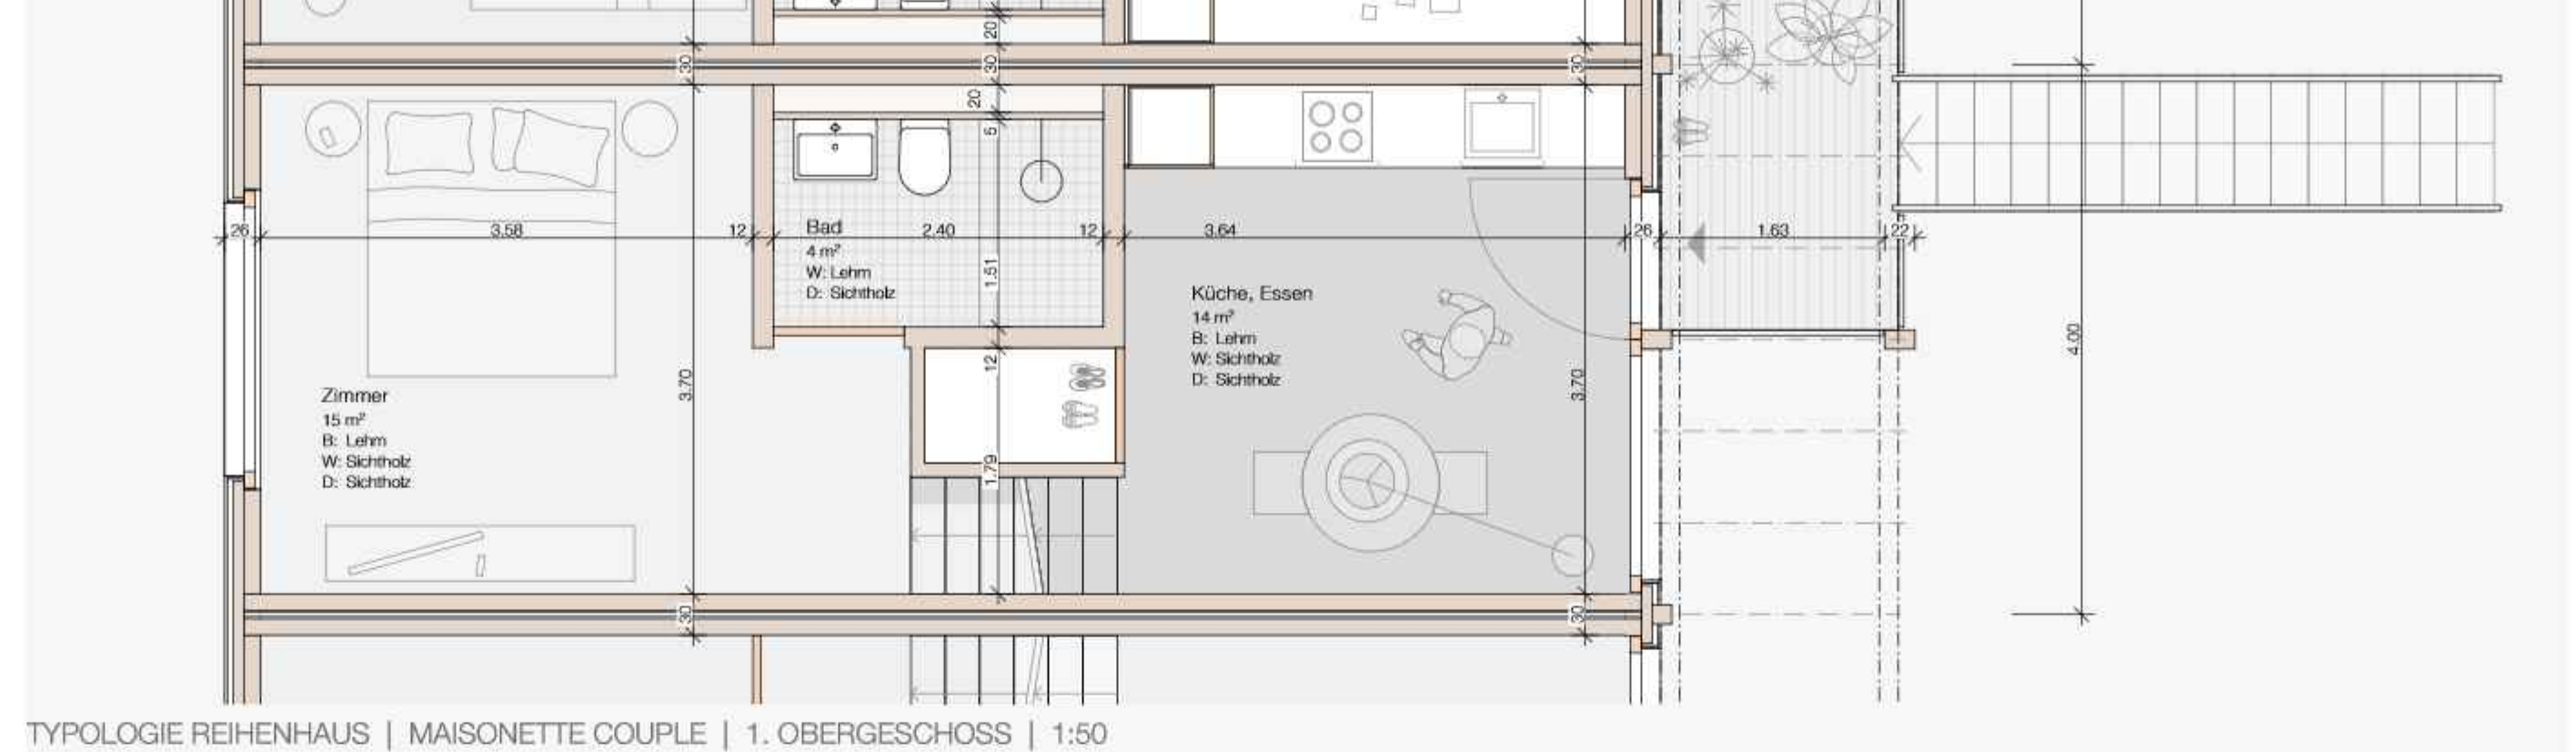 20
30
30
30
20
5
26
3.58
12
Bad
2.40
12
3.64
26
1.63
22
4 m²
W: Lehm
D: Sichtholz
1.51
Küche, Essen
14 m²
B: Lehm
W: Sichtholz
D: Sichtholz
4.00
12
3.70
3.70
Zimmer
15 m²
B: Lehm
W: Sichtholz
D: Sichtholz
1.79
30
30
TYPOLOGIE REIHENHAUS | MAISONETTE COUPLE | 1. OBERGESCHOSS | 1:50